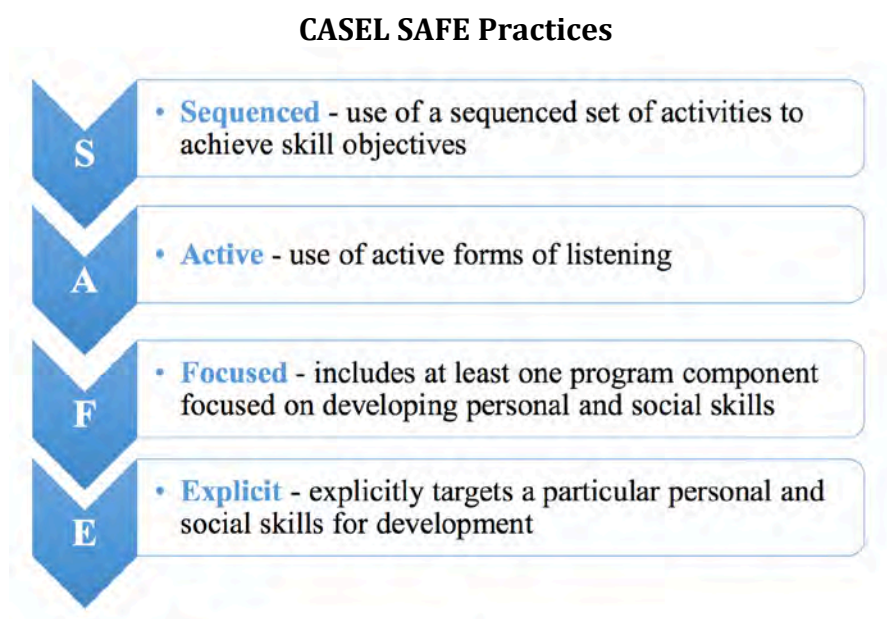 CASEL SAFE Practices
S
• Sequenced - use of a sequenced set of activities to
achieve skill objectives
A
• Active - use of active forms of listening
F
• Focused - includes at least one program component
focused on developing personal and social skills
E
• Explicit - explicitly targets a particular personal and
social skills for development